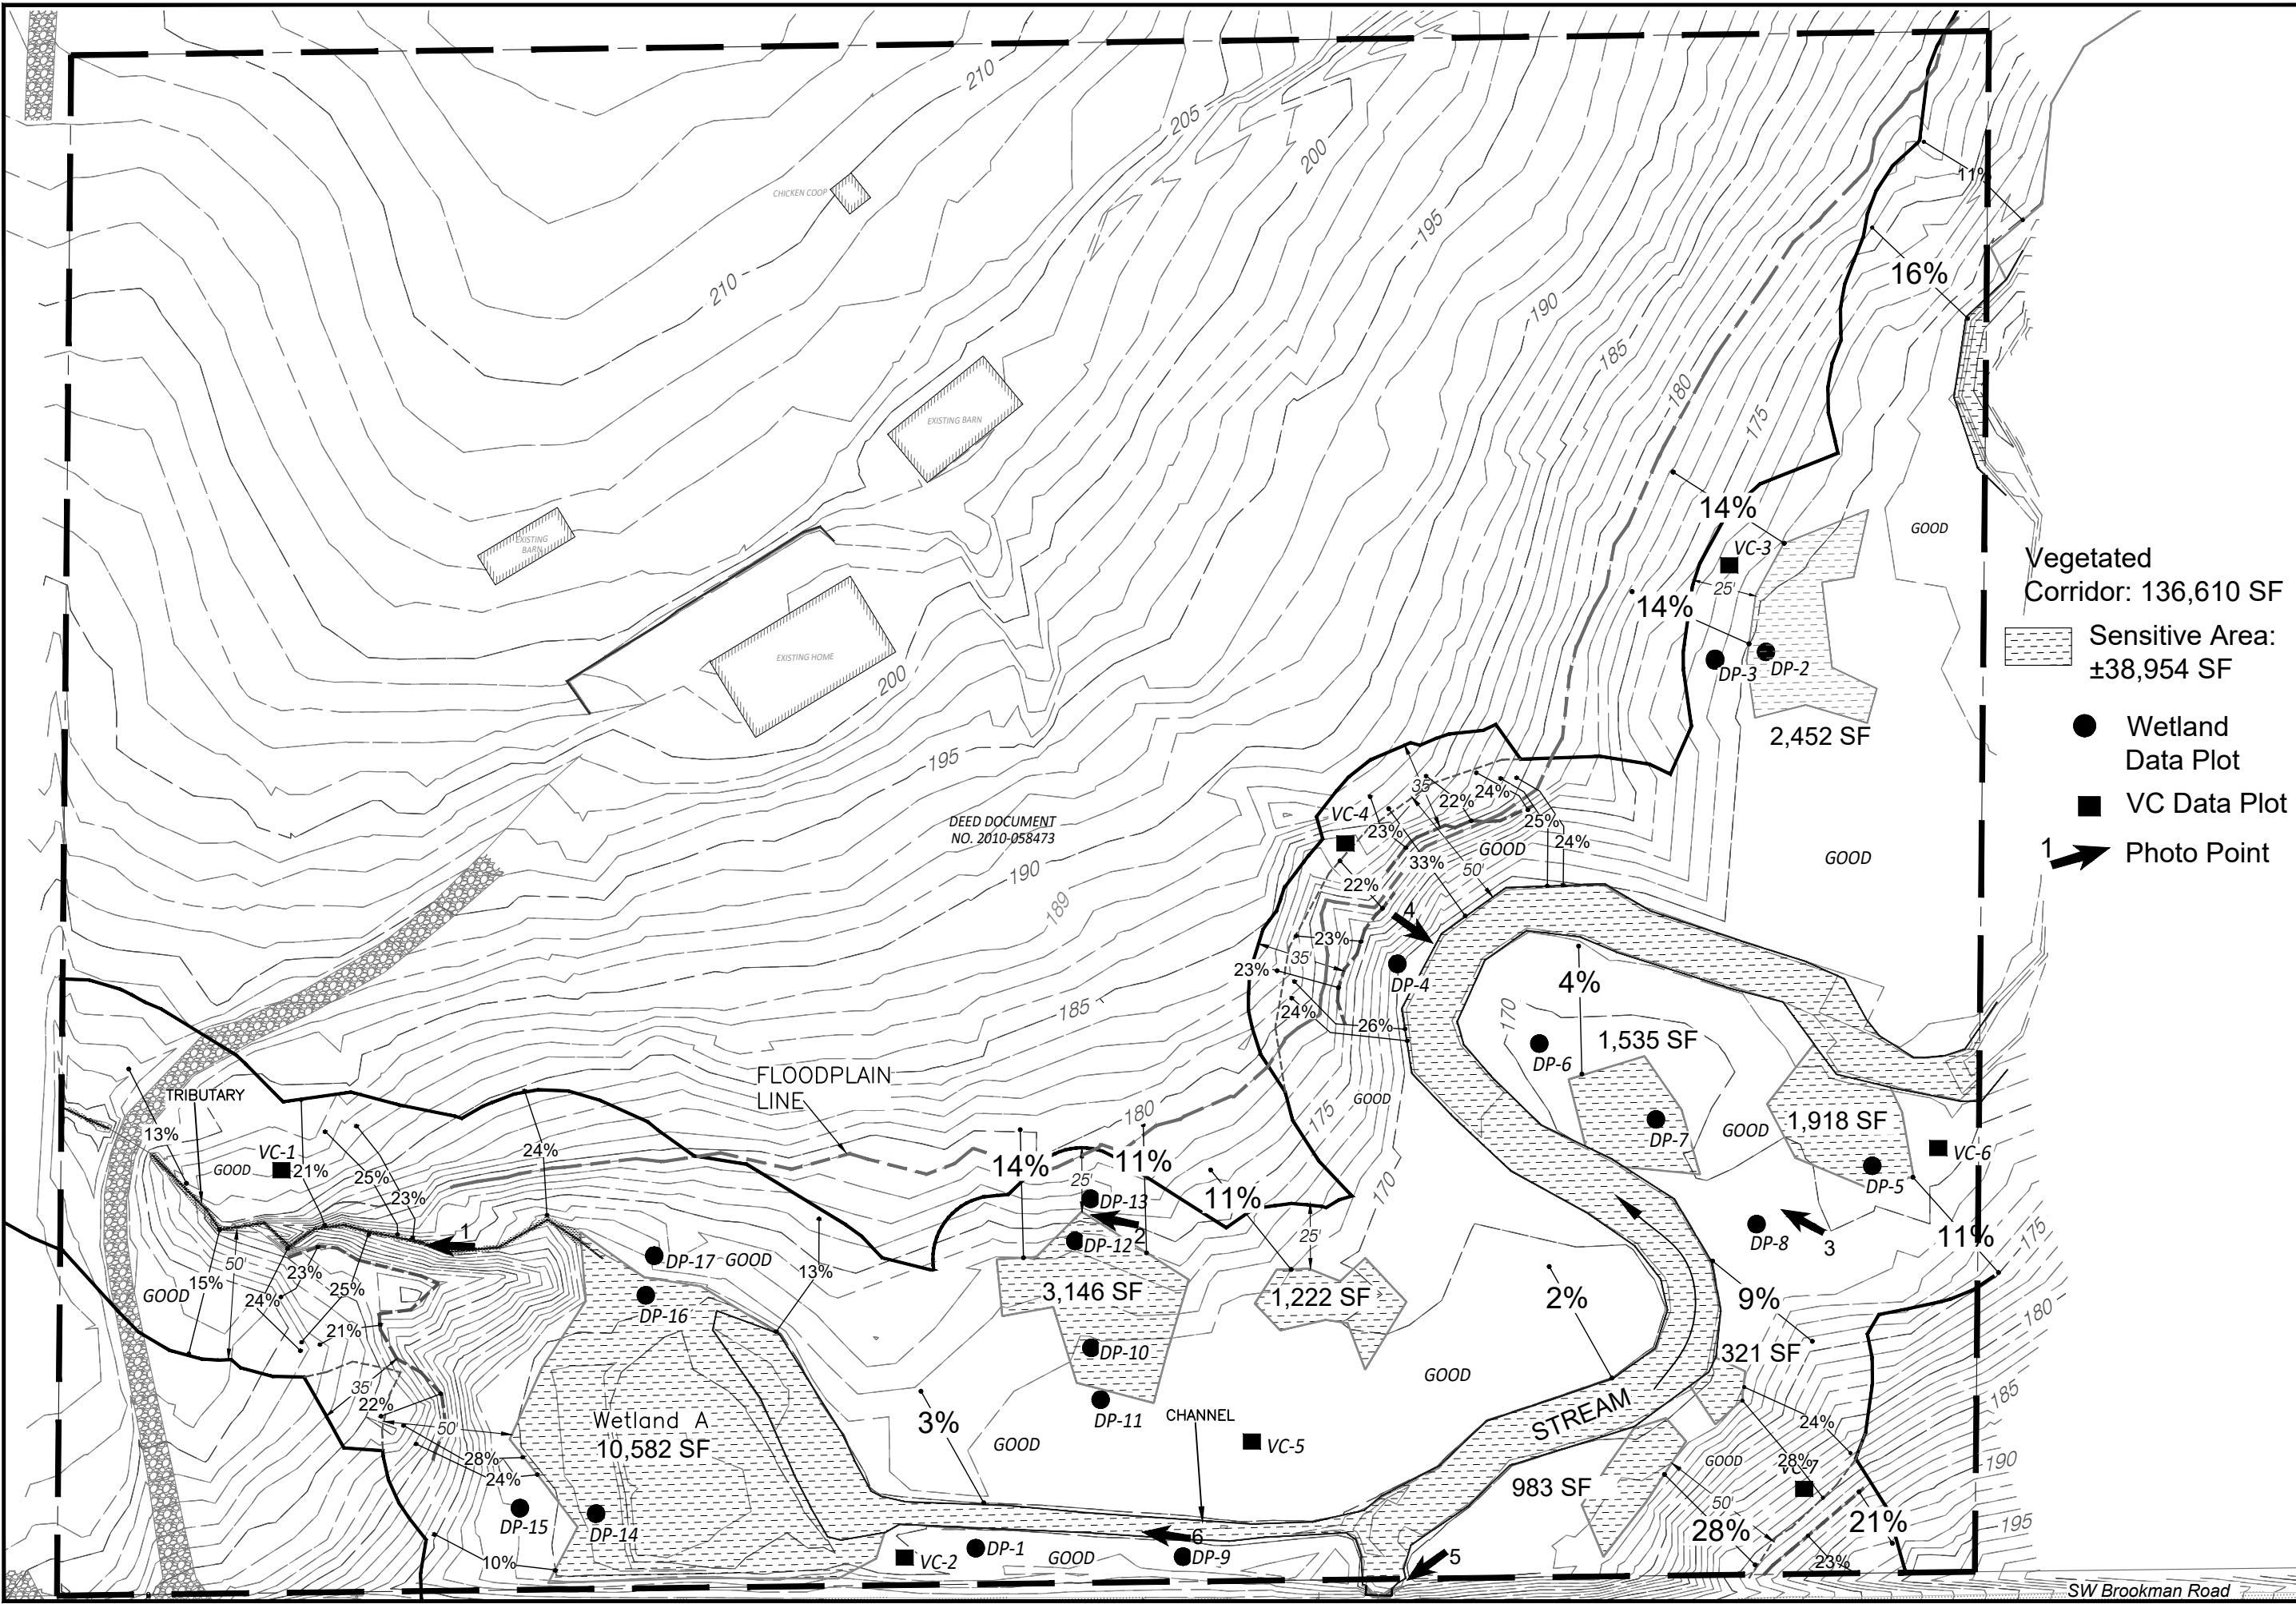 210
205
200
CHICKEN COOP
11%
195
16%
210
190
185
180
EXISTING BARN
175
14%
GOOD
EXISTING
BARN
VC-3
Vegetated
Corridor: 136,610 SF
25'
14%
Sensitive Area:
±38,954 SF
EXISTING HOME
200
DP-3
DP-2
2,452 SF
Wetland
Data Plot
195
35'
22%
24%
VC Data Plot
DEED DOCUMENT
NO. 2010-058473
VC-4
23%
25%
24%
GOOD
33%
50'
GOOD
1
Photo Point
190
22%
189
4
23%
35'
23%
DP-4
4%
185
24%
26%
170
1,535 SF
DP-6
FLOODPLAIN
LINE
TRIBUTARY
GOOD
180
175
1,918 SF
13%
VC-1
GOOD
21%
24%
25%
23%
14%
11%
25'
DP-7
GOOD
VC-6
DP-5
11%
170
DP-13
1
2
DP-12
25'
DP-8
3
11%
175
DP-17
GOOD
50'
23%
15%
25%
24%
GOOD
13%
3,146 SF
1,222 SF
2%
9%
180
DP-16
21%
DP-10
321 SF
GOOD
35'
22%
185
DP-11
CHANNEL
STREAM
3%
Wetland A
10,582 SF
50'
GOOD
VC-5
24%
28%
GOOD
190
28%
24%
983 SF
50'
28%
21%
195
DP-15
DP-14
6
DP-1
GOOD
DP-9
VC-2
5
10%
23%
SW Brookman Road